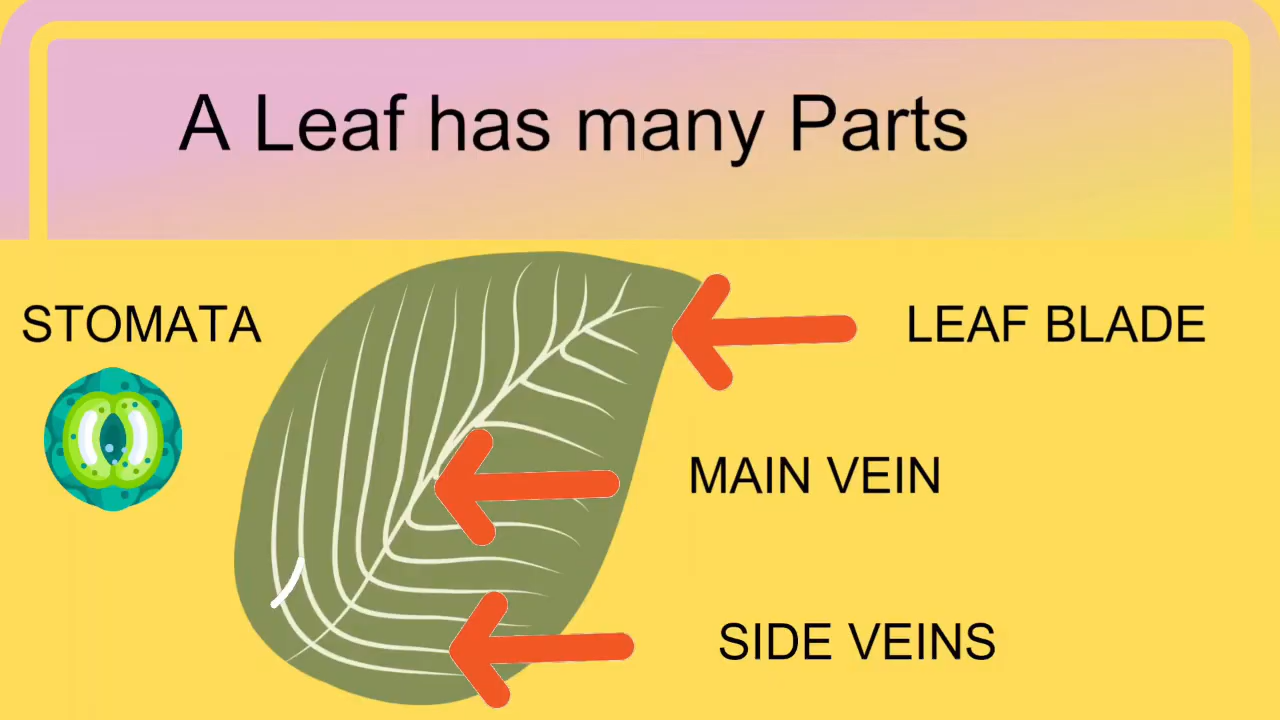 A Leaf has many Parts
STOMATA
LEAF BLADE
MAIN VEIN
SIDE VEINS